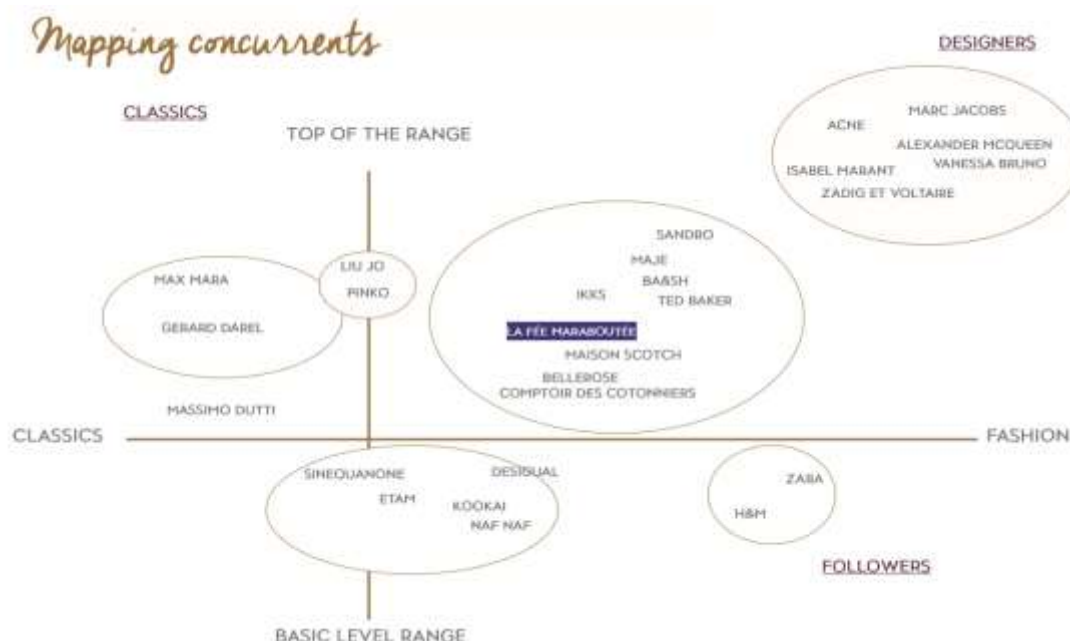 Mapping concurrents
DESIGNERS
CLASSICS
MARC JACOBS
ACNE
TOP OF THE RANGE
ALEXANDER MCQUEEN
VANESSA BRUNO
ISABEL MARANT
ZADIG ET VOLTAIRE
SANDRO
MAJE
LIU JO
BA&SH
MAX MARA
PINKO
IKKS
TED BAKER
GERARD DAREL
LA FÉE MARABOUTÉE
MAISON SCOTCH
BELLEROSE
COMPTOIR DES COTONNIERS
MASSIMO DUTTI
CLASSICS
FASHION
SINEQUANONE
DESIGUAL
ZARA
ETAM
KOOKAI
H&M
NAF NAF
FOLLOWERS
BASIC LEVEL RANGE